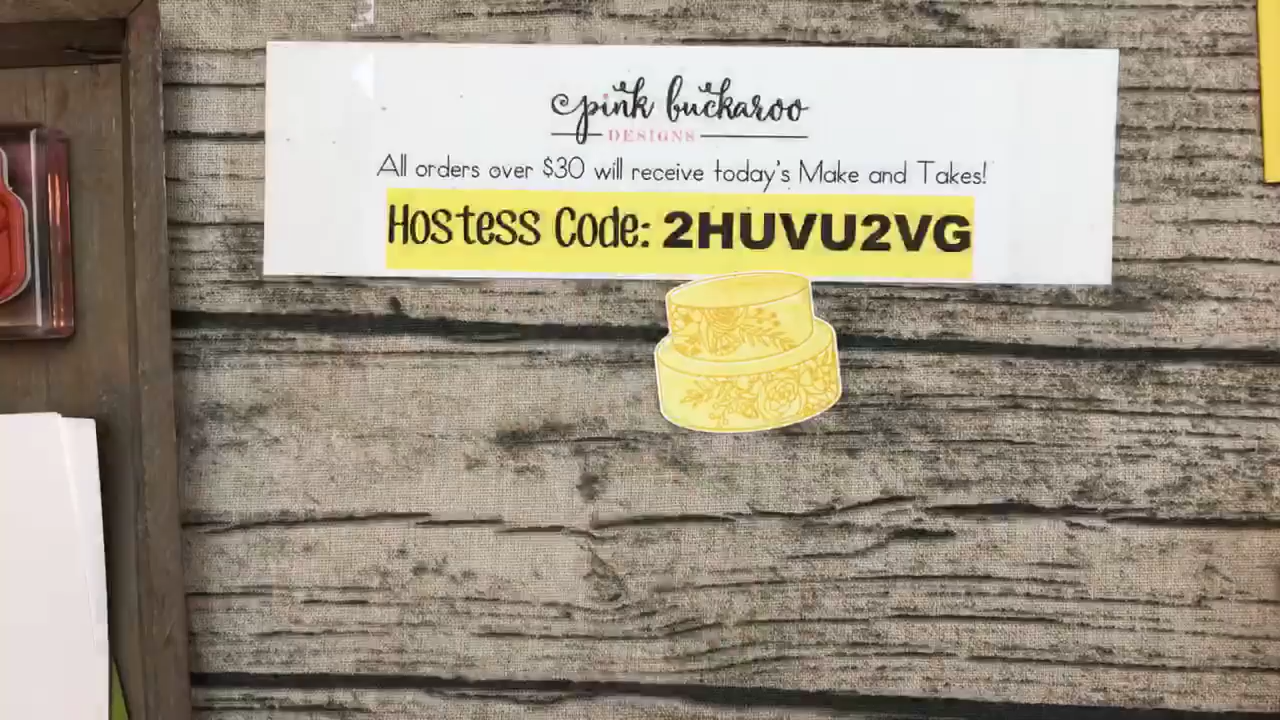 pink buckaroo
DESIGNS
All orders over $30 will receive today's Make and Takes!
Hostess Code: 2HUVU2VG